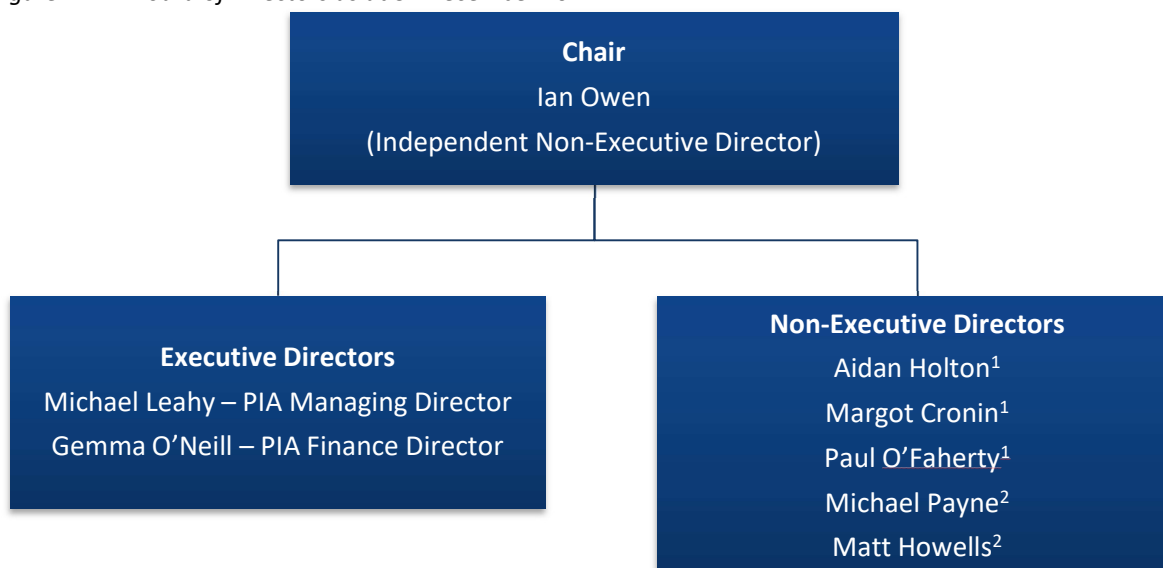 Chair
Ian Owen
(Independent Non-Executive Director)
Executive Directors
Michael Leahy – PIA Managing Director
Gemma O’Neill – PIA Finance Director
Non-Executive Directors
Aidan Holton¹
Margot Cronin¹
Paul O’Faherty¹
Michael Payne²
Matt Howells²